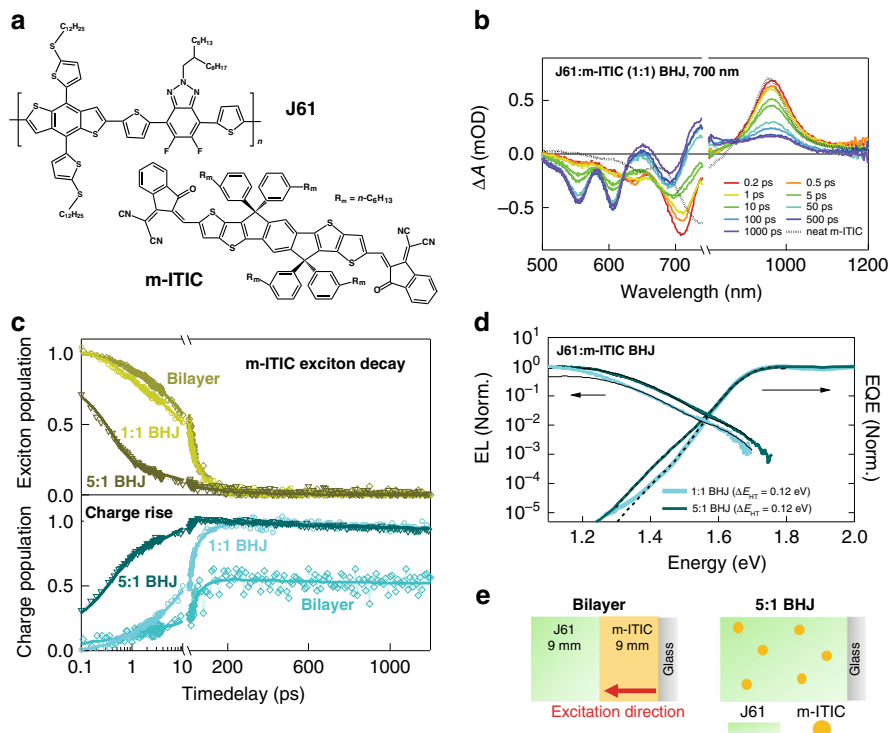 a
C12H25
S
S
C6H13
C8H17
N
N
N
S
S
S
S
S
F
F
n
J61
S
S
C12H25
O
CN
CN
Rm
Rm
Rm = n-C6H13
S
S
S
S
CN
CN
O
Rm
Rm
m-ITIC
b
J61:m-ITIC (1:1) BHJ, 700 nm
ΔA (mOD)
0.5
0.0
−0.5
0.2 ps
0.5 ps
1 ps
5 ps
10 ps
50 ps
100 ps
500 ps
1000 ps
neat m-ITIC
500
600
700
1000
1200
Wavelength (nm)
c
m-ITIC exciton decay
Exciton population
1.0
0.5
0.0
Bilayer
1:1 BHJ
5:1 BHJ
Charge rise
Charge population
1.0
0.5
0
1:1 BHJ
5:1 BHJ
Bilayer
0.1
1
10
200
600
1000
Timedelay (ps)
d
J61:m-ITIC BHJ
EL (Norm.)
EQE (Norm.)
10^1
10^0
10^-1
10^-2
10^-3
10^-4
10^-5
1:1 BHJ (ΔE_HT = 0.12 eV)
5:1 BHJ (ΔE_HT = 0.12 eV)
1.2
1.4
1.6
1.8
2.0
Energy (eV)
e
Bilayer
J61
9 mm
m-ITIC
9 mm
Glass
Excitation direction
5:1 BHJ
Glass
J61
m-ITIC